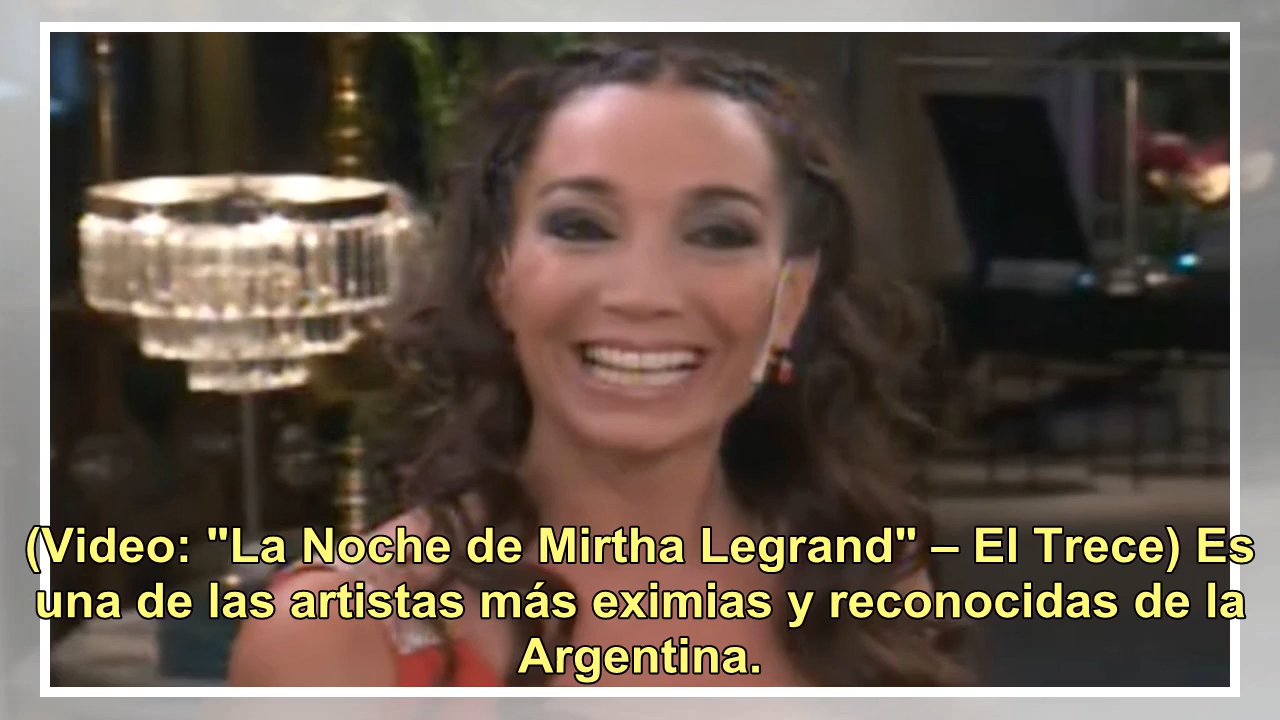 (Video: "La Noche de Mirtha Legrand" – El Trece) Es
una de las artistas más eximias y reconocidas de la
Argentina.